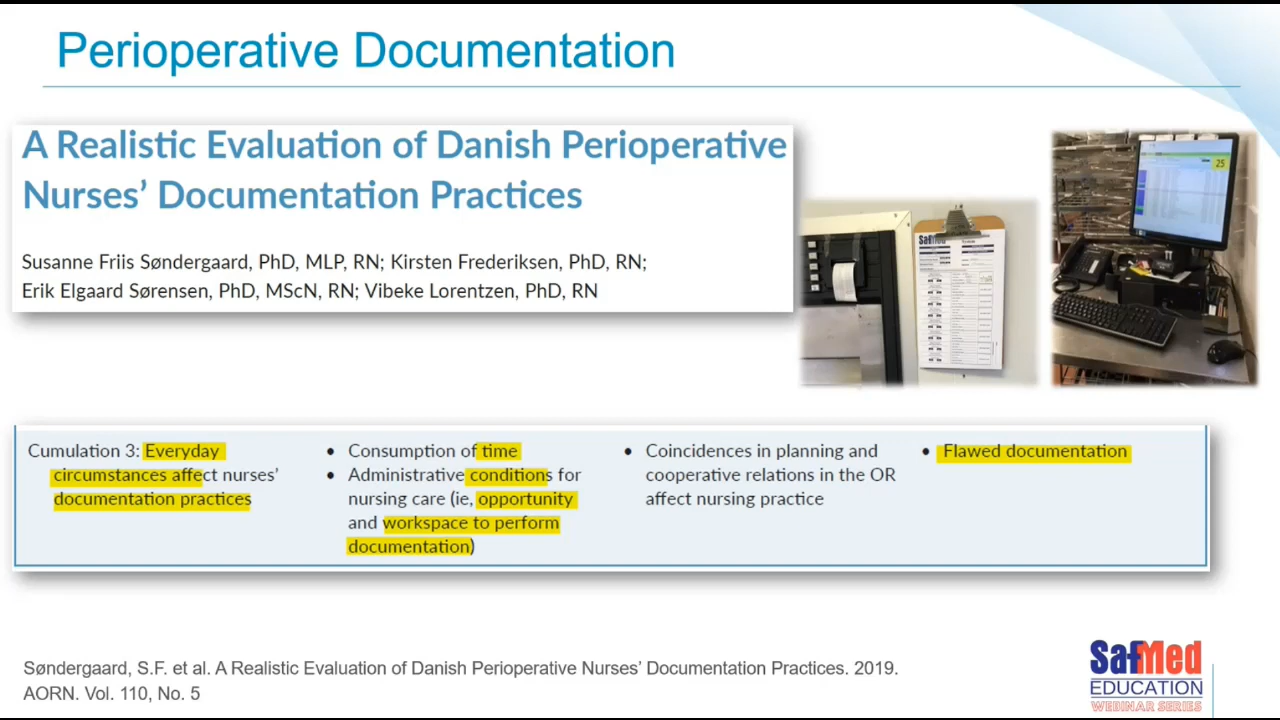 Perioperative Documentation
A Realistic Evaluation of Danish Perioperative
Nurses’ Documentation Practices
Susanne Friis Søndergaard, PhD, MLP, RN; Kirsten Frederiksen, PhD, RN;
Erik Elgaard Sørensen, PhD, MScN, RN; Vibeke Lorentzen, PhD, RN
SafMed
25
Cumulation 3: Everyday
circumstances affect nurses’
documentation practices
• Consumption of time
• Administrative conditions for
nursing care (ie, opportunity
and workspace to perform
documentation)
• Coincidences in planning and
cooperative relations in the OR
affect nursing practice
• Flawed documentation
Søndergaard, S.F. et al. A Realistic Evaluation of Danish Perioperative Nurses’ Documentation Practices. 2019.
AORN. Vol. 110, No. 5
SafMed
EDUCATION
WEBINAR SERIES